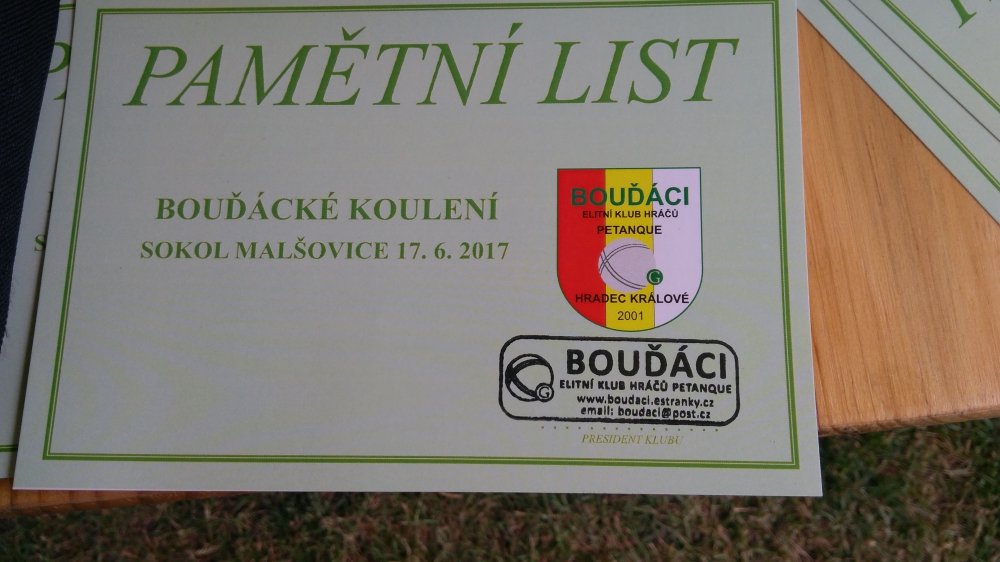 PAMĚTNÍ LIST
BOUĎÁCKÉ KOULENÍ
SOKOL MALŠOVICE 17. 6. 2017
BOUĎÁCI
ELITNÍ KLUB HRÁČŮ
PETANQUE
G
HRADEC KRÁLOVÉ
2001
BOUĎÁCI
G
ELITNÍ KLUB HRÁČŮ PETANQUE
www.boudaci.estranky.cz
email: boudaci@post.cz
PRESIDENT KLUBU